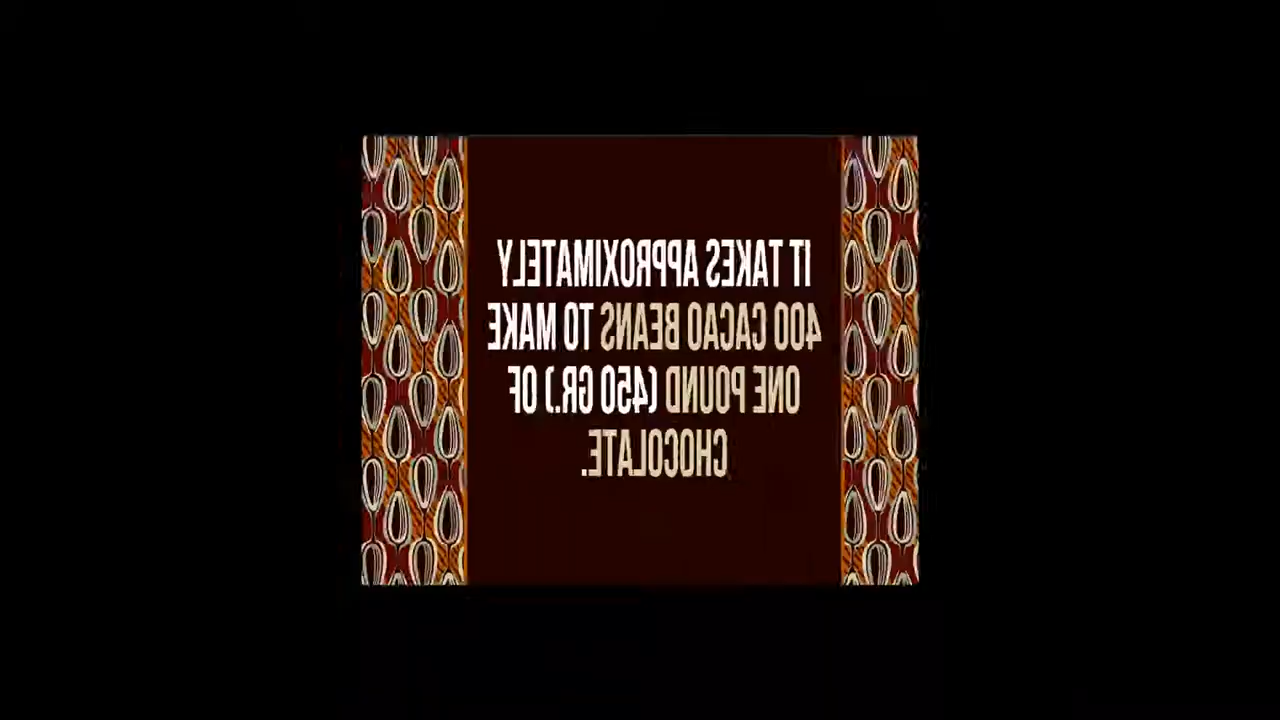 IT TAKES APPROXIMATELY
400 CACAO BEANS TO MAKE
ONE POUND (450 GR.) OF
CHOCOLATE.